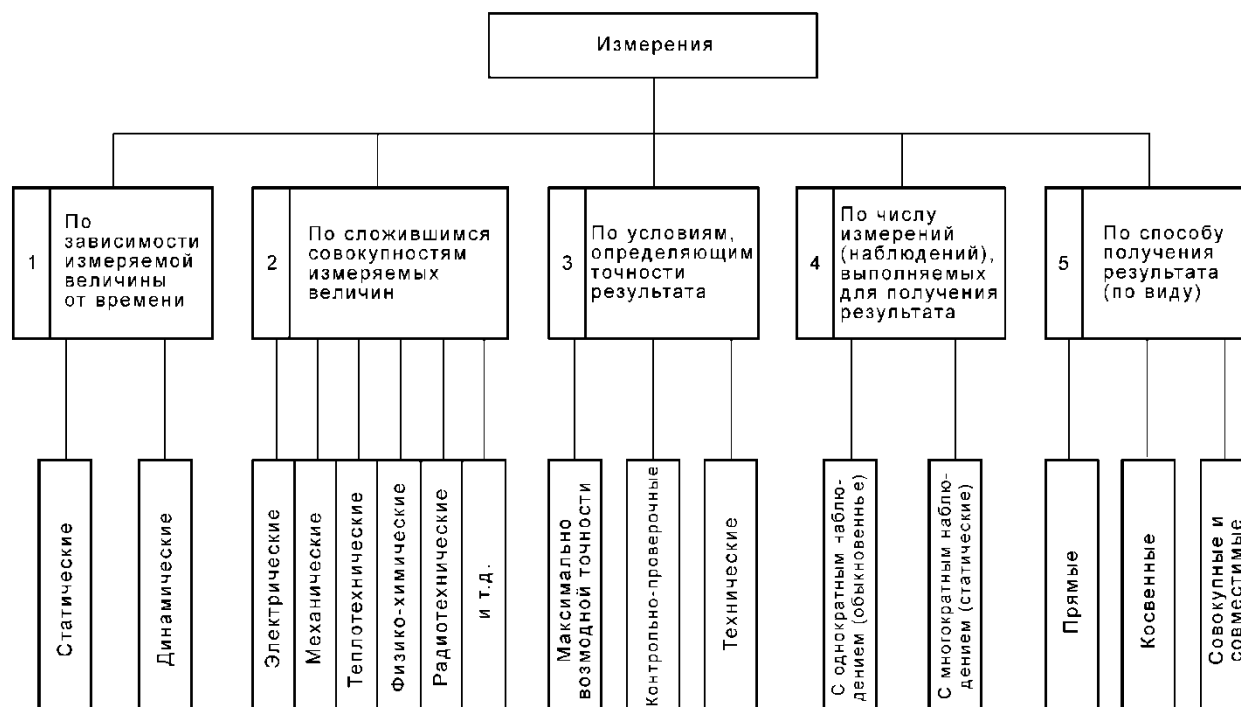 Измерения
1
По
зависимости
измеряемой
величины
от времени
2
По сложившимся
совокупностям
измеряемых
величин
3
По условиям,
определяющим
точности
результата
4
По числу
измерений
(наблюдений),
выполняемых
для получения
результата
5
По способу
получения
результата
(по виду)
Статические
Динамические
Электрические
Механические
Теплотехнические
Физико-химические
Радиотехнические
и т.д.
Максимально
возмодной точности
Контрольно-проверочные
Технические
С однократным наблю-
дением (обыкновеннье)
С многократным наблю-
дением (статические)
Прямые
Косвенные
Совокупные и
совместимые